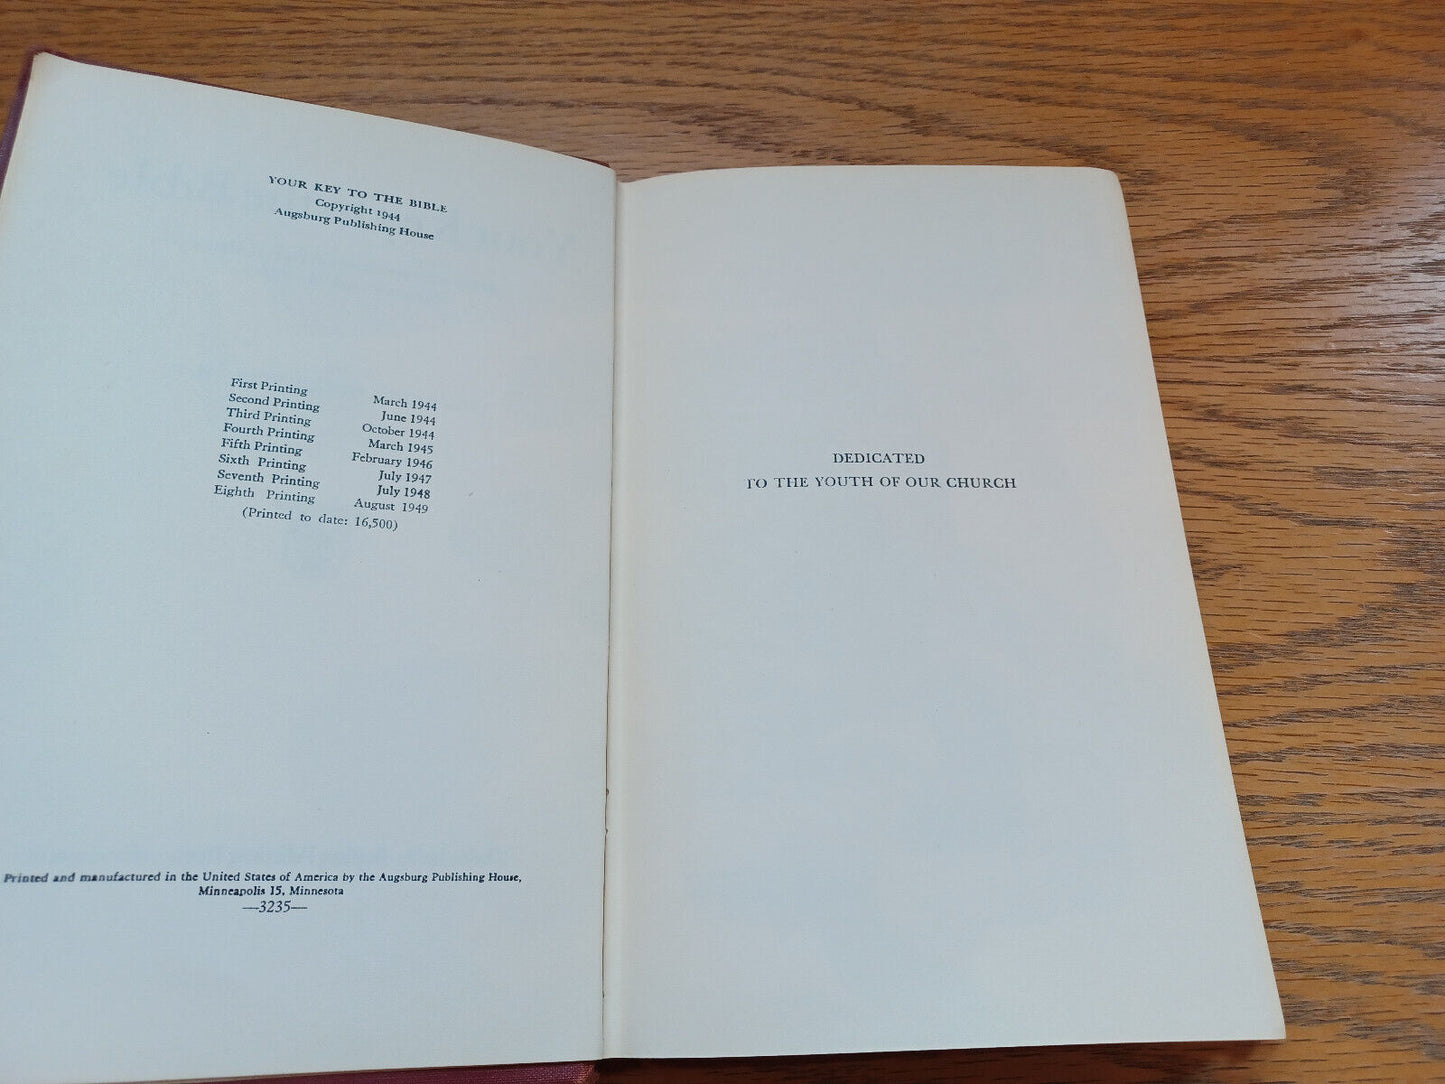 YOUR KEY TO THE BIBLE
Copyright 1944
Augsburg Publishing House
First Printing March 1944
Second Printing June 1944
Third Printing October 1944
Fourth Printing March 1945
Fifth Printing February 1946
Sixth Printing July 1947
Seventh Printing July 1948
Eighth Printing August 1949
(Printed to date: 16,500)
Printed and manufactured in the United States of America by the Augsburg Publishing House,
Minneapolis 15, Minnesota
—3235—
DEDICATED
TO THE YOUTH OF OUR CHURCH